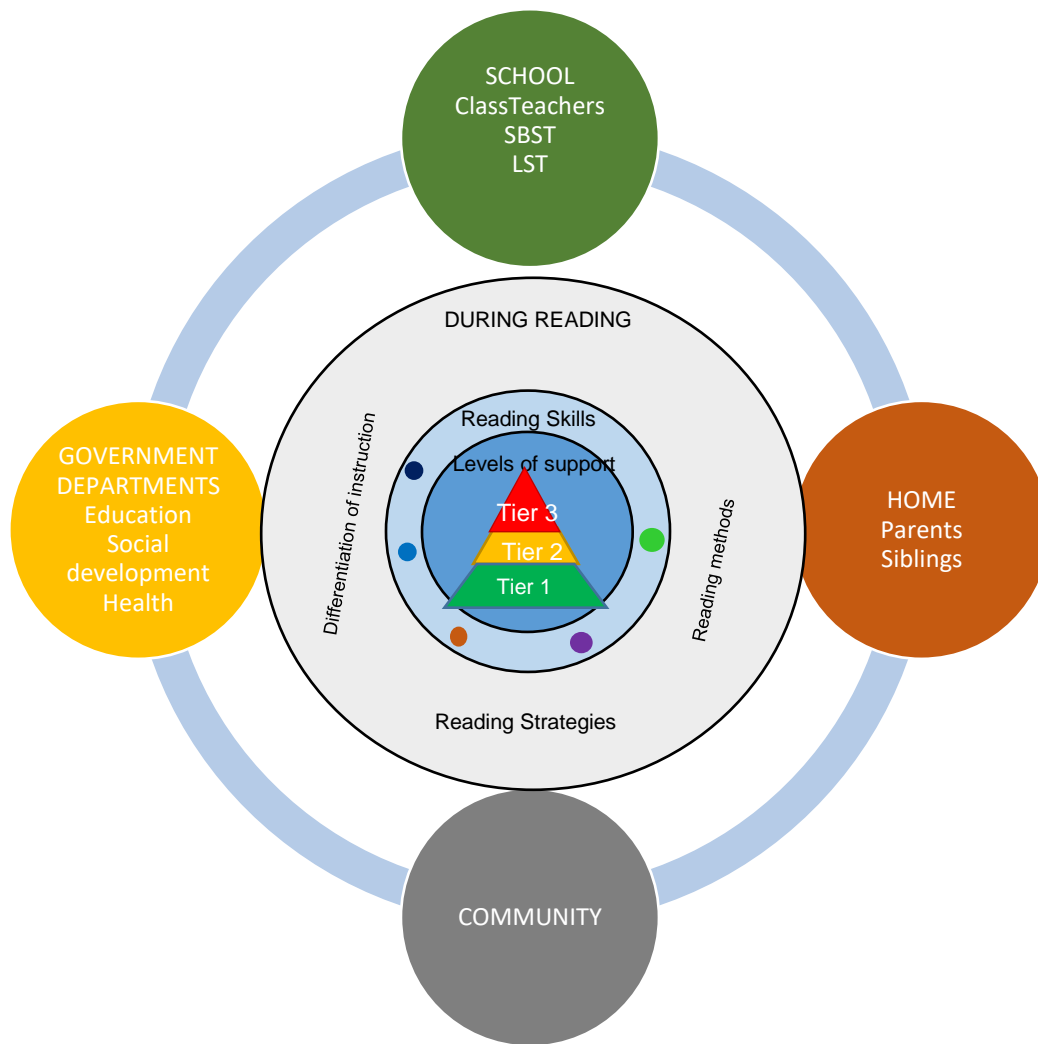 SCHOOL
ClassTeachers
SBST
LST
DURING READING
Reading Skills
Levels of support
Differentiation of instruction
Reading methods
Tier 3
Tier 2
Tier 1
GOVERNMENT
DEPARTMENTS
Education
Social
development
Health
HOME
Parents
Siblings
Reading Strategies
COMMUNITY